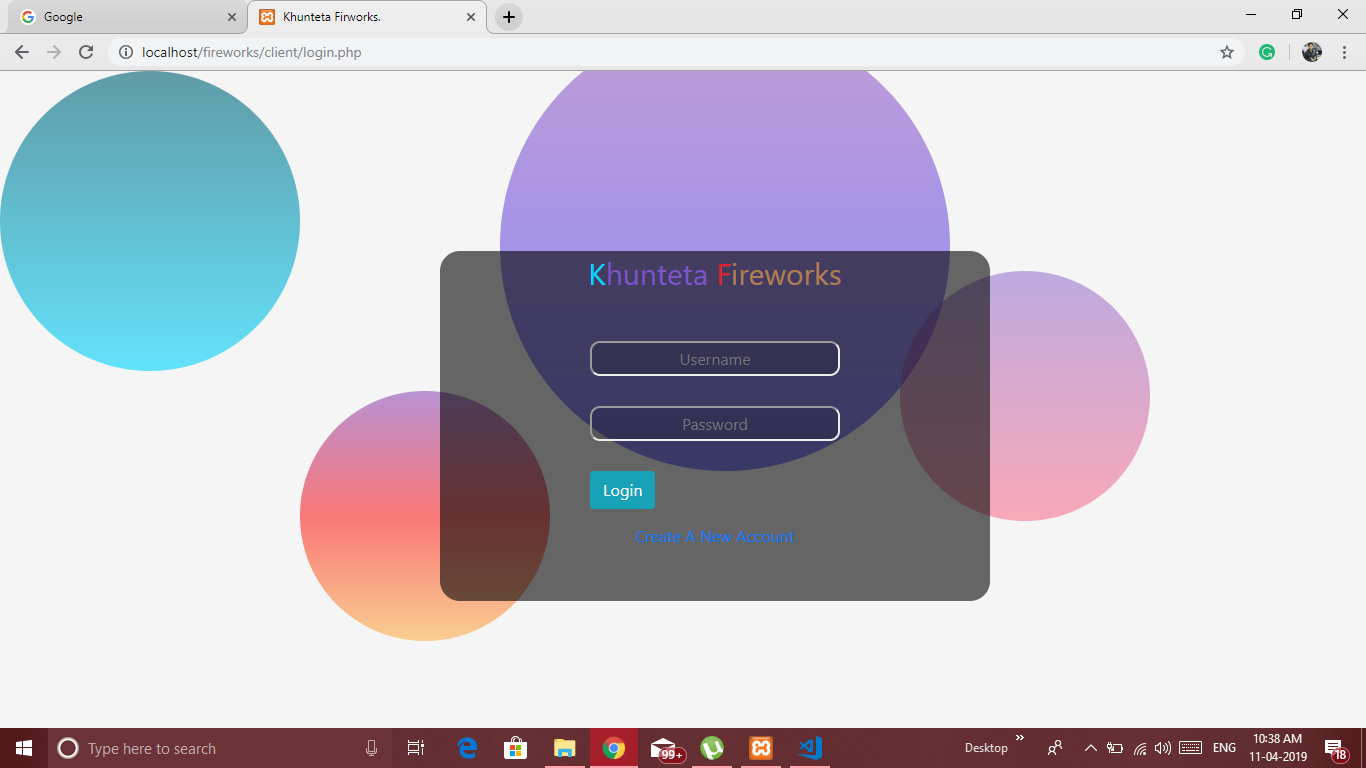 Google
Khunteta Firworks.
localhost/fireworks/client/login.php
Khunteta Fireworks
Username
Password
Login
Create A New Account
Type here to search
99+
Desktop
ENG
10:38 AM
11-04-2019
18